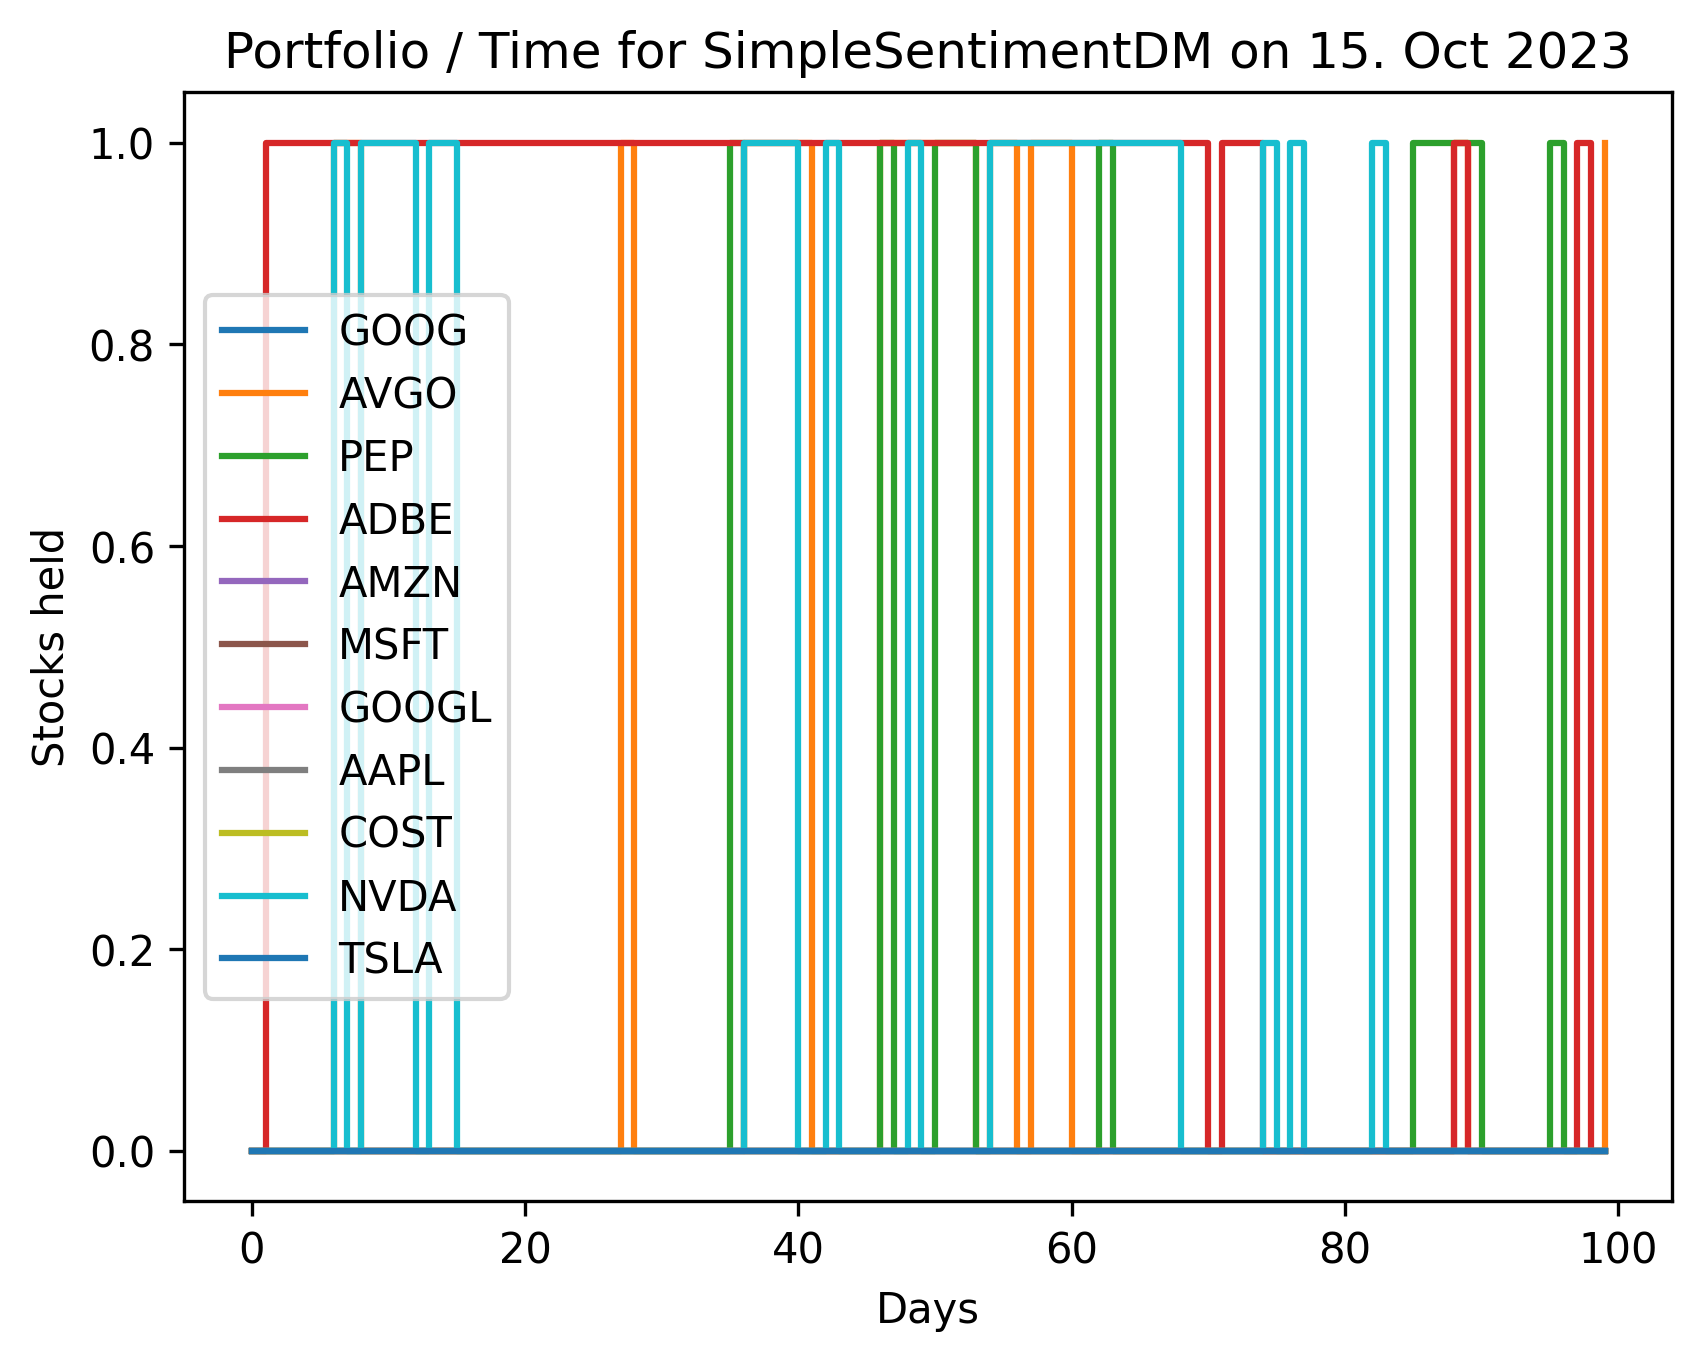 Portfolio / Time for SimpleSentimentDM on 15. Oct 2023
1.0
0.8
0.6
0.4
0.2
0.0
Stocks held
GOOG
AVGO
PEP
ADBE
AMZN
MSFT
GOOGL
AAPL
COST
NVDA
TSLA
0 20 40 60 80 100
Days